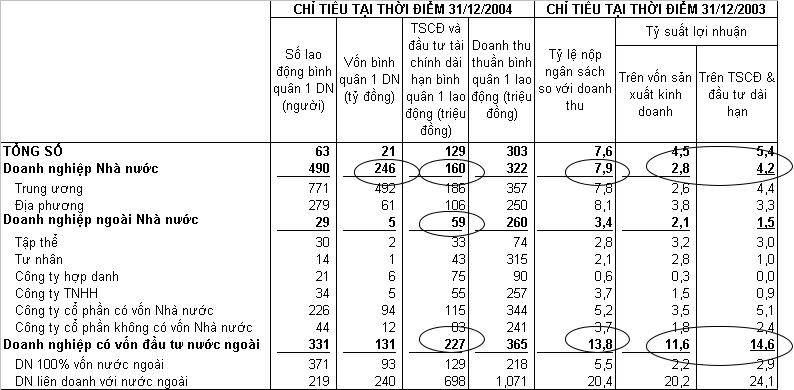 CHỈ TIÊU TẠI THỜI ĐIỂM 31/12/2004 CHỈ TIÊU TẠI THỜI ĐIỂM 31/12/2003
Số lao động bình quân 1 DN (người)
Vốn bình quân 1 DN (tỷ đồng)
TSCĐ và đầu tư tài chính dài hạn bình quân 1 lao động (triệu đồng)
Doanh thu thuần bình quân 1 lao động (triệu đồng)
Tỷ lệ nộp ngân sách so với doanh thu
Tỷ suất lợi nhuận
Trên vốn sản xuất kinh doanh
Trên TSCĐ & đầu tư dài hạn
TỔNG SỐ 63 21 129 303 7,6 4,5 5,4
Doanh nghiệp Nhà nước 490 246 160 322 7,9 2,8 4,2
Trung ương 771 492 186 357 7,8 2,6 4,4
Địa phương 279 61 106 250 8,1 3,8 3,3
Doanh nghiệp ngoài Nhà nước 29 5 59 260 3,4 2,1 1,5
Tập thể 30 2 33 74 2,8 3,2 3,0
Tư nhân 14 1 43 315 2,1 2,8 1,0
Công ty hợp danh 21 6 75 90 0,6 0,3 0,0
Công ty TNHH 34 5 55 257 3,7 1,5 0,9
Công ty cổ phần có vốn Nhà nước 226 94 115 344 5,2 3,5 5,1
Công ty cổ phần không có vốn Nhà nước 44 12 241 3,7 1,8 2,4
Doanh nghiệp có vốn đầu tư nước ngoài 331 131 227 365 13,8 11,6 14,6
DN 100% vốn nước ngoài 371 93 129 218 5,5 2,2 2,9
DN liên doanh với nước ngoài 219 240 698 1,071 20,4 20,2 24,1